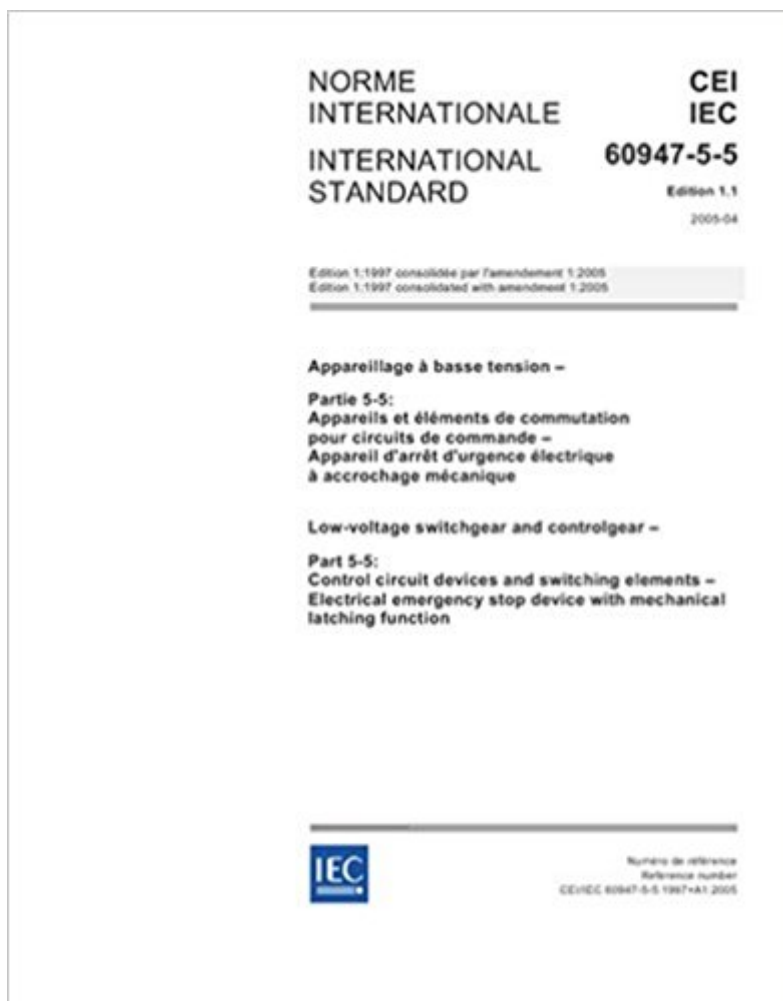 NORME
INTERNATIONALE
CEI
IEC
INTERNATIONAL
STANDARD
60947-5-5
Edition 1.1
2005-04
Edition 1:1997 consolidée par l'amendement 1:2005
Edition 1:1997 consolidated with amendment 1:2005
Appareillage à basse tension –
Partie 5-5:
Appareils et éléments de commutation
pour circuits de commande –
Appareil d'arrêt d'urgence électrique
à accrochage mécanique
Low-voltage switchgear and controlgear –
Part 5-5:
Control circuit devices and switching elements –
Electrical emergency stop device with mechanical
latching function
IEC
Numéro de référence
Reference number
CEI/IEC 60947-5-5:1997+A1:2005